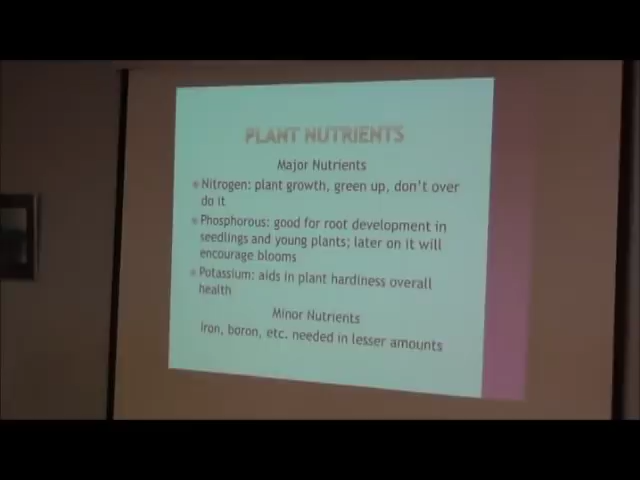 PLANT NUTRIENTS
Major Nutrients
Nitrogen: plant growth, green up, don't over
do it
Phosphorous: good for root development in
seedlings and young plants; later on it will
encourage blooms
Potassium: aids in plant hardiness overall
health
Minor Nutrients
Iron, boron, etc. needed in lesser amounts